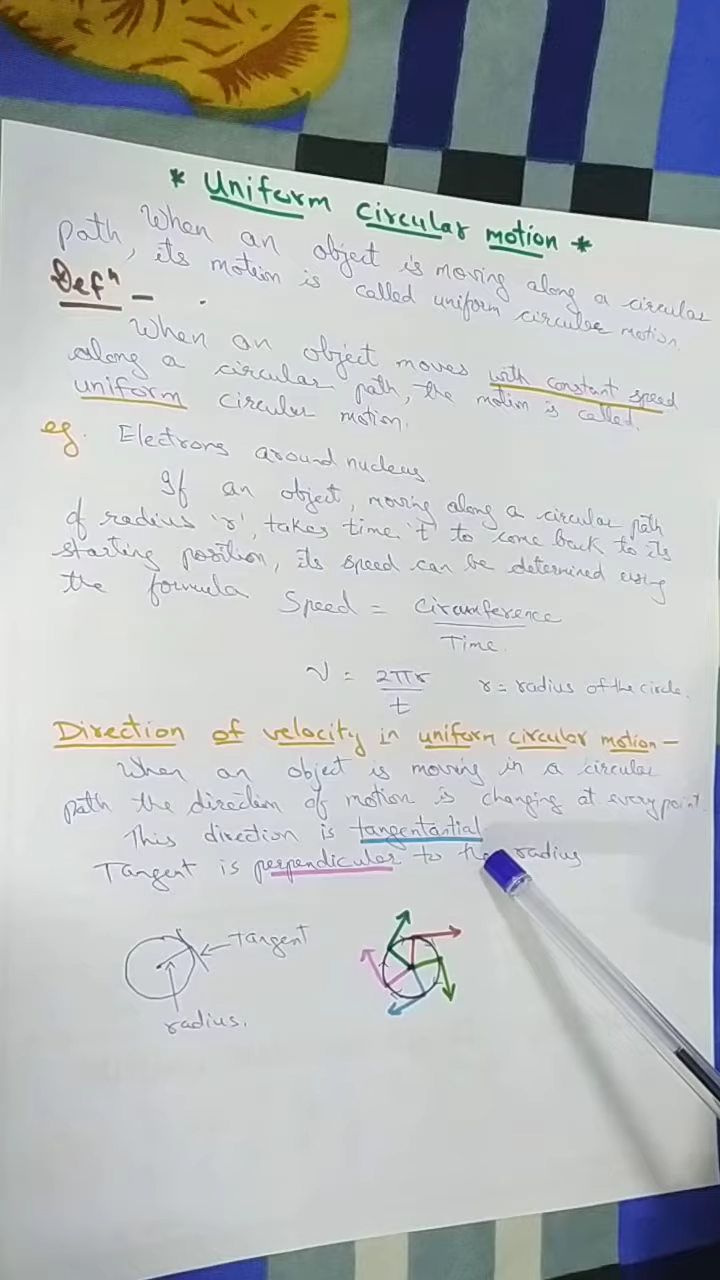 * Uniform circular motion *
When an object is moving along a circular
path, its motion is called uniform circular motion.
Defⁿ -
When an object moves with constant speed
along a circular path, the motion is called
uniform circular motion.
eg. Electrons around nucleus.
If an object, moving along a circular path
of radius 'r', takes time 't' to come back to its
starting position, its speed can be determined using
the formula
Speed = Circumference
Time.
V = 2πr
t
r = radius of the circle.
Direction of velocity in uniform circular motion-
When an object is moving in a circular
path the direction of motion is changing at every point.
This direction is tangentantial
Tangent is perpendicular to the radius
Tangent
radius.